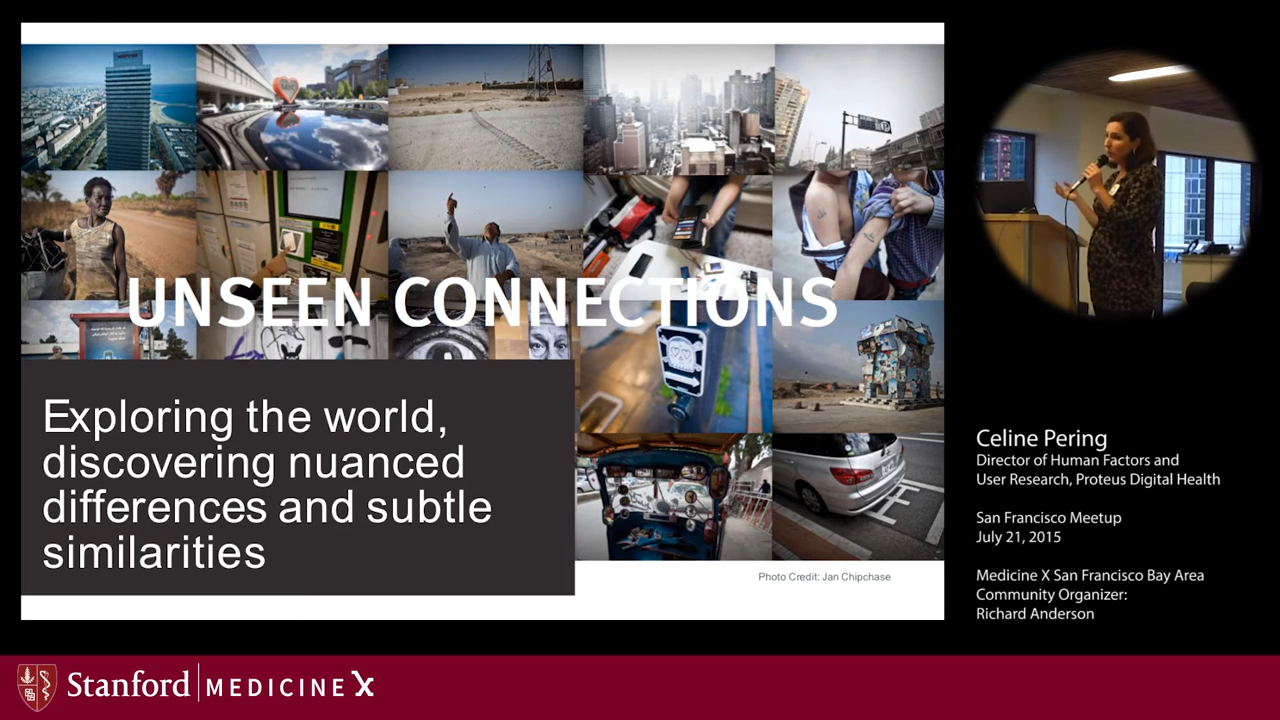 UNSEEN CONNECTIONS
Exploring the world,
discovering nuanced
differences and subtle
similarities
Photo Credit: Jan Chipchase
Celine Pering
Director of Human Factors and
User Research, Proteus Digital Health
San Francisco Meetup
July 21, 2015
Medicine X San Francisco Bay Area
Community Organizer:
Richard Anderson
Stanford MEDICINE X